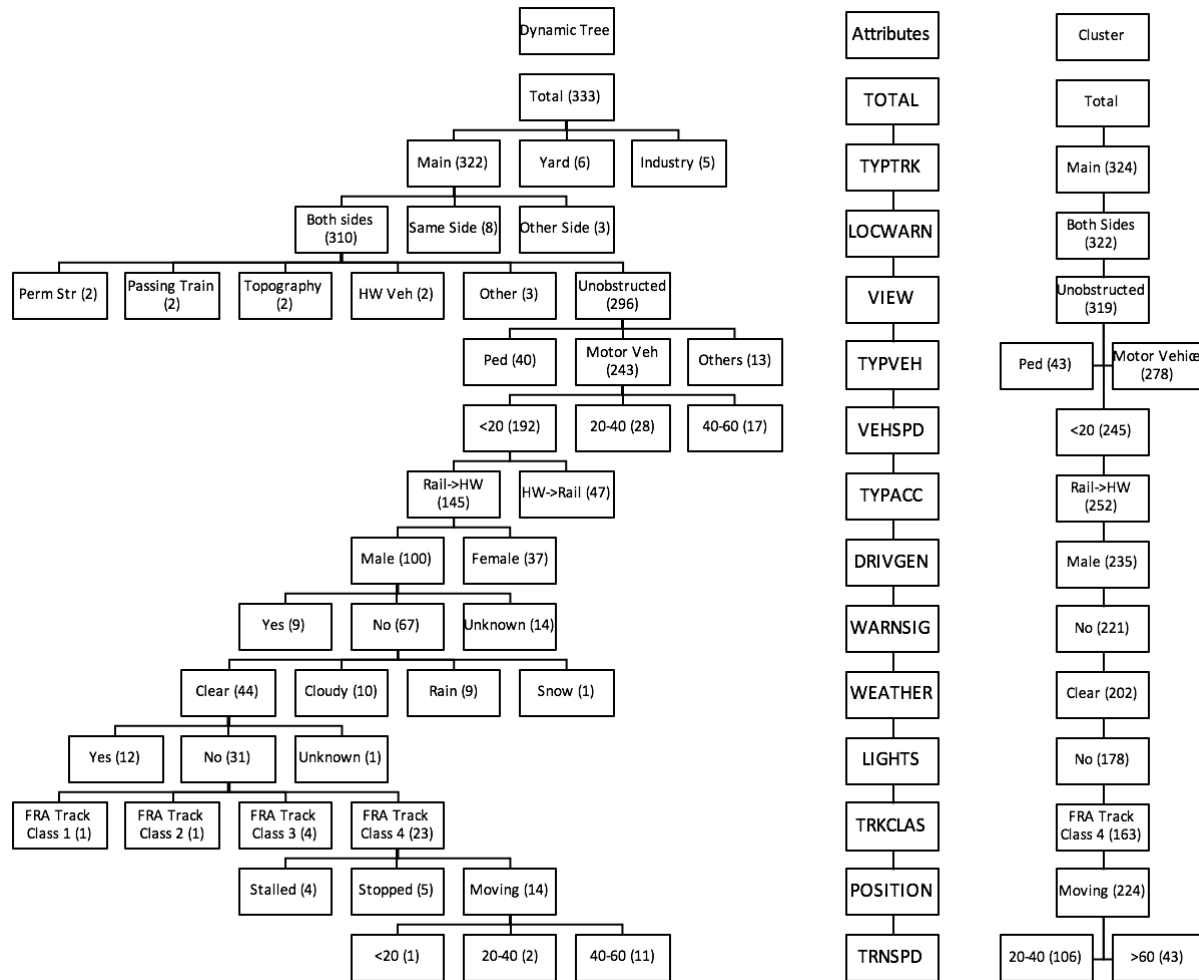 Dynamic Tree
Attributes
Cluster
Total (333)
TOTAL
Total
Main (322)
Yard (6)
Industry (5)
TYPTRK
Main (324)
Both sides
(310)
Same Side (8)
Other Side (3)
LOCWARN
Both Sides
(322)
Perm Str (2)
Passing Train
(2)
Topography
(2)
HW Veh (2)
Other (3)
Unobstructed
(296)
VIEW
Unobstructed
(319)
Ped (40)
Motor Veh
(243)
Others (13)
TYPVEH
Ped (43)
Motor Vehice
(278)
<20 (192)
20-40 (28)
40-60 (17)
VEHSPD
<20 (245)
Rail->HW
(145)
HW->Rail (47)
TYPACC
Rail->HW
(252)
Male (100)
Female (37)
DRIVGEN
Male (235)
Yes (9)
No (67)
Unknown (14)
WARNSIG
No (221)
Clear (44)
Cloudy (10)
Rain (9)
Snow (1)
WEATHER
Clear (202)
Yes (12)
No (31)
Unknown (1)
LIGHTS
No (178)
FRA Track
Class 1 (1)
FRA Track
Class 2 (1)
FRA Track
Class 3 (4)
FRA Track
Class 4 (23)
TRKCLAS
FRA Track
Class 4 (163)
Stalled (4)
Stopped (5)
Moving (14)
POSITION
Moving (224)
<20 (1)
20-40 (2)
40-60 (11)
TRNSPD
20-40 (106)
>60 (43)